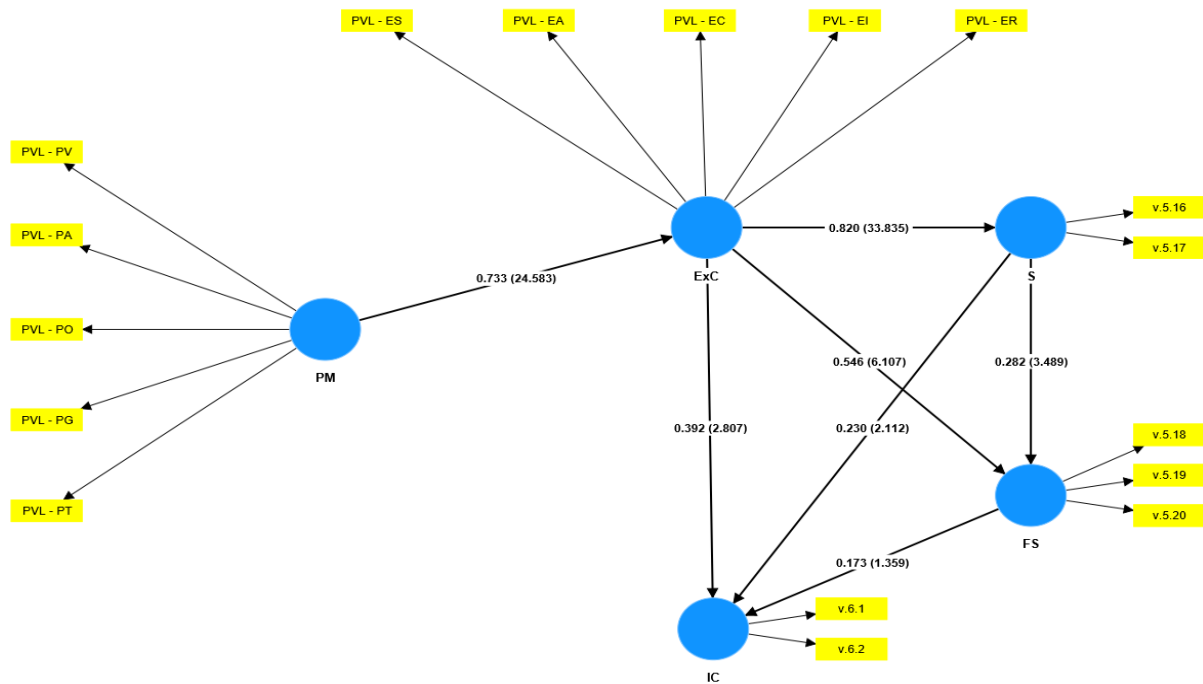 PVL - ES
PVL - EA
PVL - EC
PVL - EI
PVL - ER
PVL - PV
PVL - PA
PVL - PO
PVL - PG
PVL - PT
PM
0.733 (24.583)
ExC
0.820 (33.835)
S
v.5.16
v.5.17
0.546 (6.107)
0.282 (3.489)
0.392 (2.807)
0.230 (2.112)
v.5.18
v.5.19
v.5.20
FS
0.173 (1.359)
v.6.1
v.6.2
IC